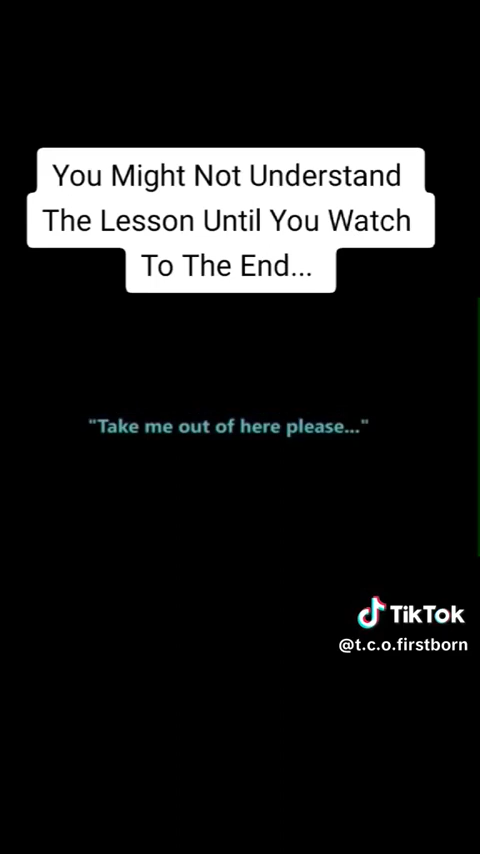 You Might Not Understand
The Lesson Until You Watch
To The End...
"Take me out of here please..."
TikTok
@t.c.o.firstborn